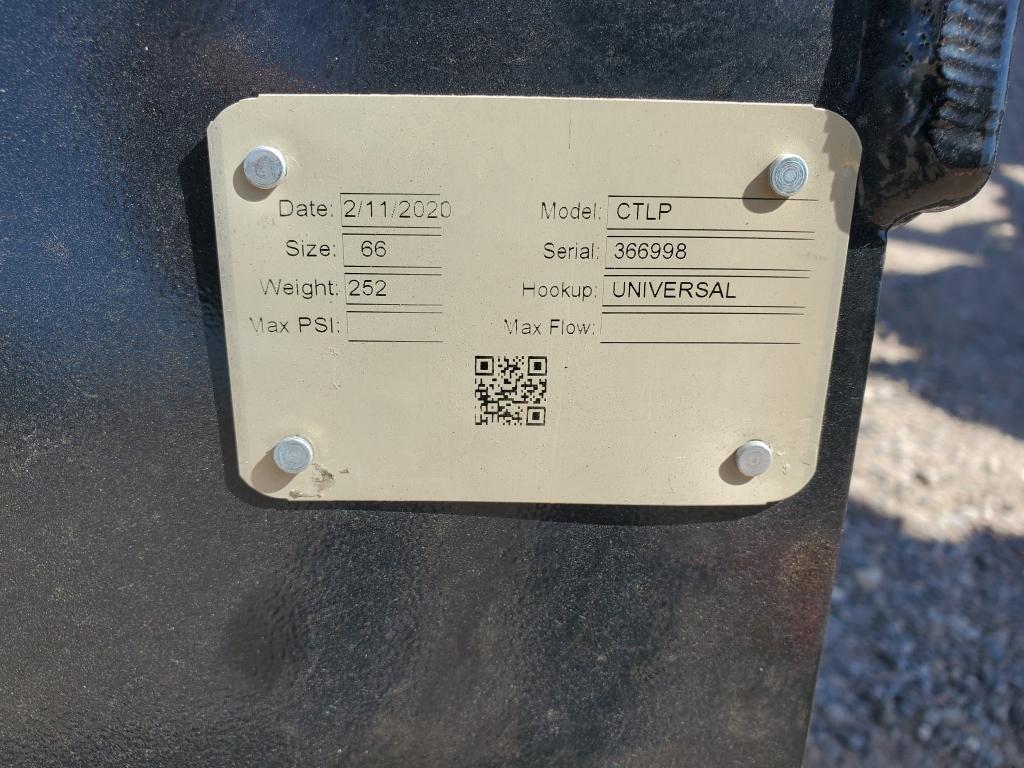 Date: 2/11/2020 Model: CTLP
Size: 66 Serial: 366998
Weight: 252 Hookup: UNIVERSAL
Max PSI: Max Flow: